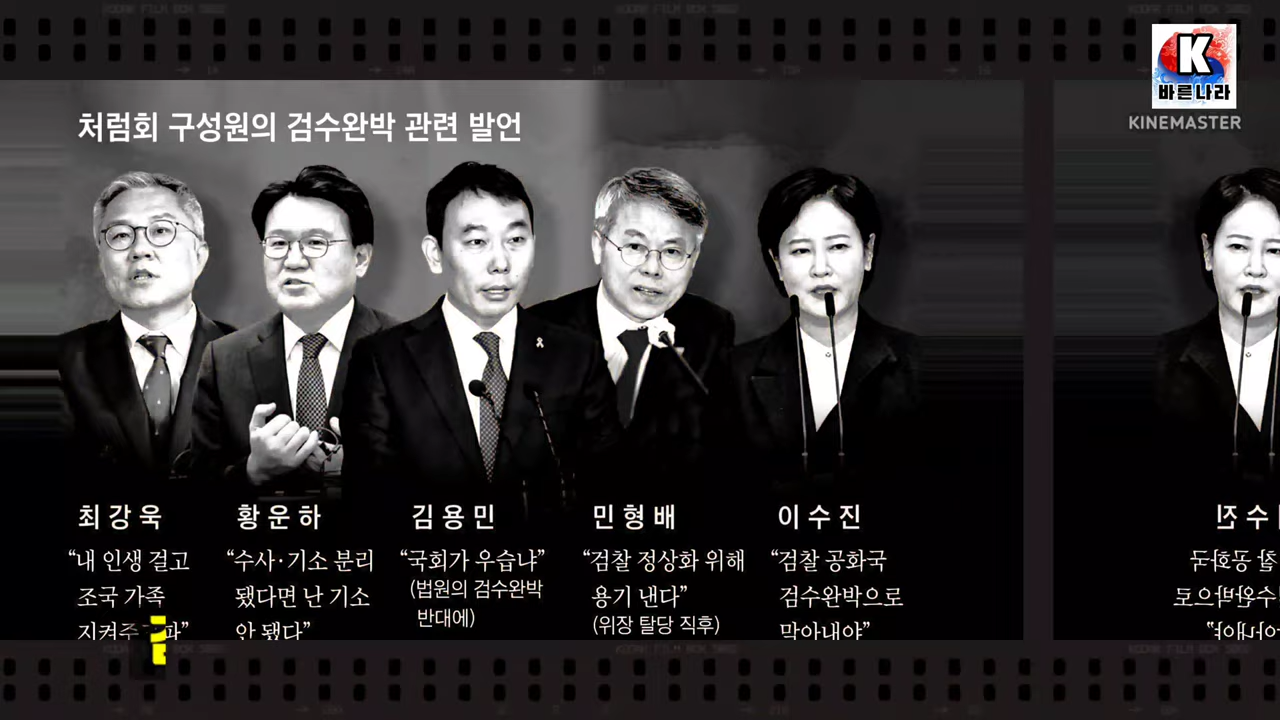 K
바른나라
KINEMASTER
처럼회 구성원의 검수완박 관련 발언
최강욱
“내 인생 걸고
조국 가족
황운하
“수사·기소 분리
됐다면 난 기소
안 됐다”
김용민
“국회가 우습냐”
(법원의 검수완박
반대에)
민형배
“검찰 정상화 위해
용기 낸다”
(위장 탈당 직후)
이수진
“검찰 공화국
검수완박으로
막아내야”